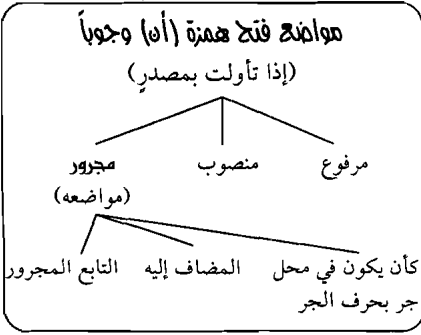 مواضع فتح همزة (أن) وجوباً
(إذا تأولت بمصدرٍ)
مرفوع منصوب مجرور
(مواضعه)
كأن يكون في محل المضاف إليه التابع المجرور
جر بحرف الجر